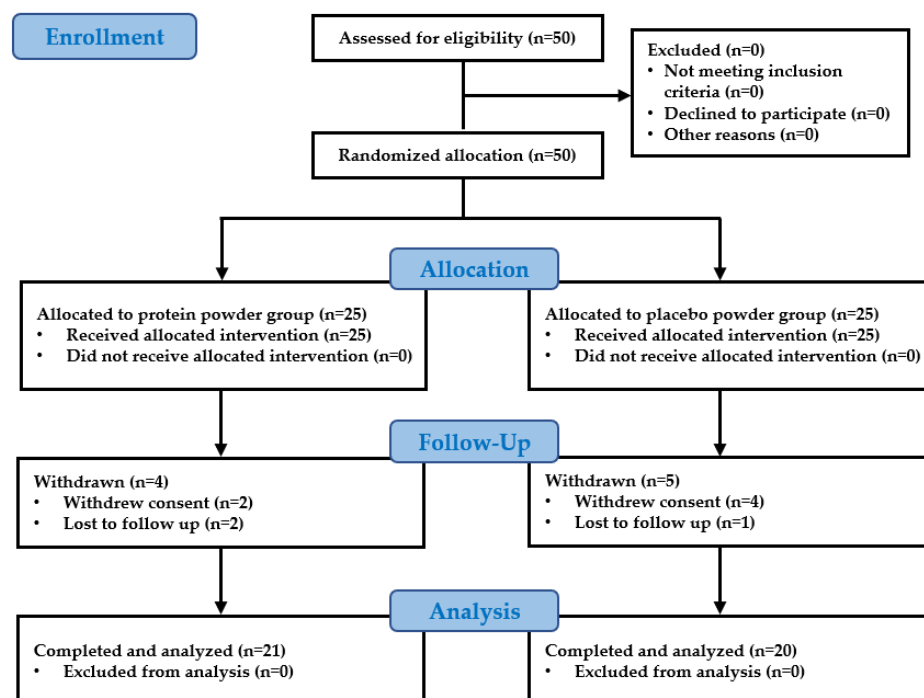 Enrollment
Assessed for eligibility (n=50)
Excluded (n=0)
• Not meeting inclusion
criteria (n=0)
• Declined to participate (n=0)
• Other reasons (n=0)
Randomized allocation (n=50)
Allocation
Allocated to protein powder group (n=25)
• Received allocated intervention (n=25)
• Did not receive allocated intervention (n=0)
Allocated to placebo powder group (n=25)
• Received allocated intervention (n=25)
• Did not receive allocated intervention (n=0)
Follow-Up
Withdrawn (n=4)
• Withdrew consent (n=2)
• Lost to follow up (n=2)
Withdrawn (n=5)
• Withdrew consent (n=4)
• Lost to follow up (n=1)
Analysis
Completed and analyzed (n=21)
• Excluded from analysis (n=0)
Completed and analyzed (n=20)
• Excluded from analysis (n=0)